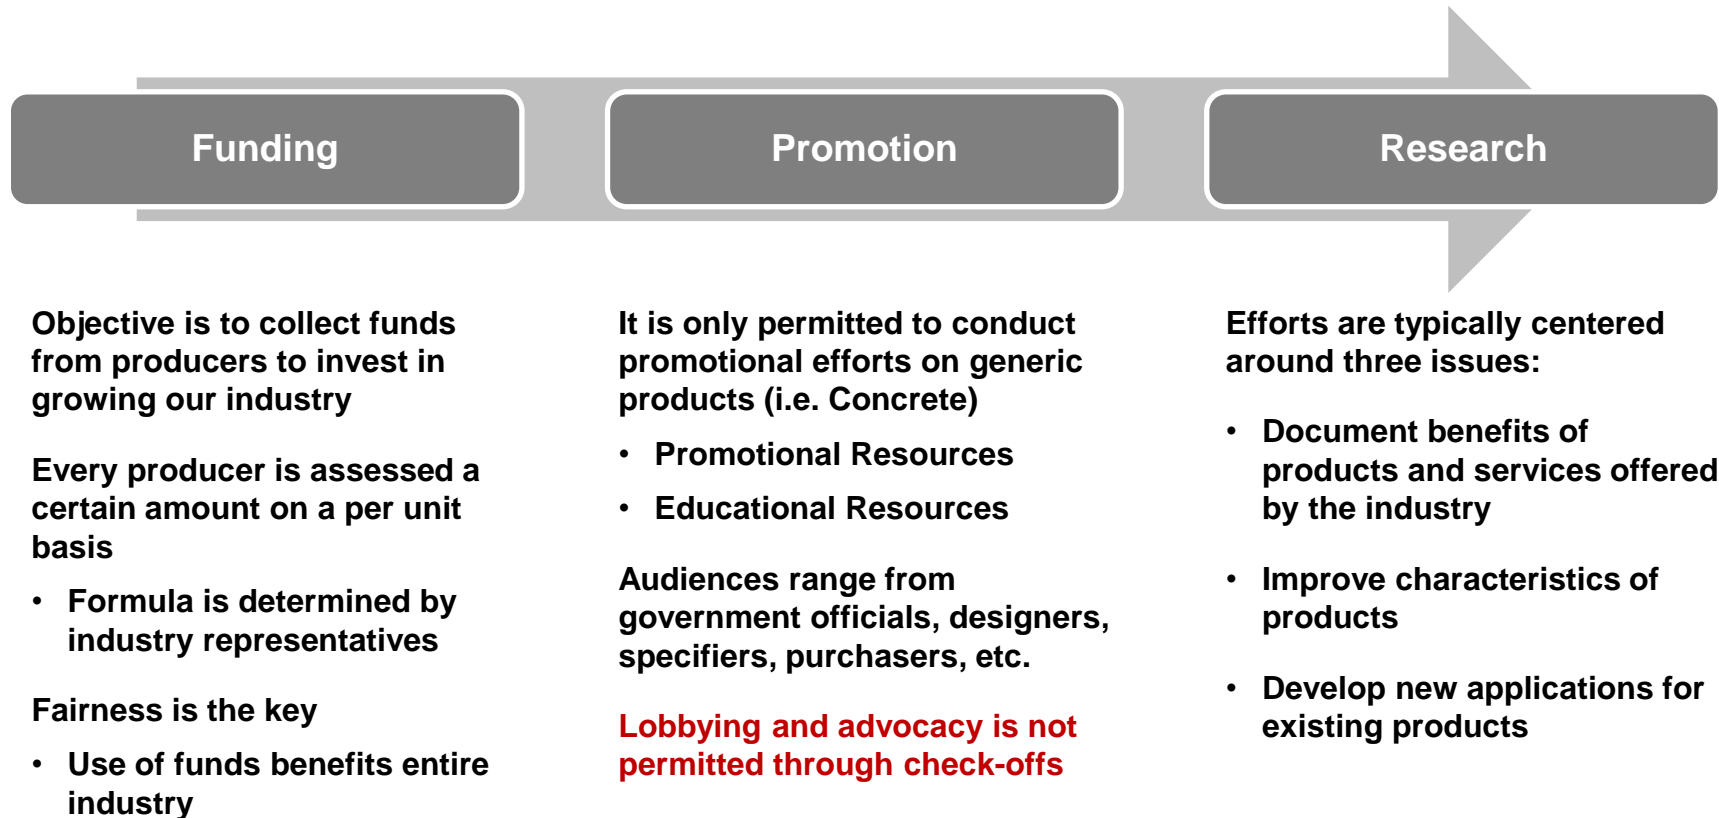 Funding
Promotion
Research
Objective is to collect funds
from producers to invest in
growing our industry
Every producer is assessed a
certain amount on a per unit
basis
• Formula is determined by
industry representatives
Fairness is the key
• Use of funds benefits entire
industry
It is only permitted to conduct
promotional efforts on generic
products (i.e. Concrete)
• Promotional Resources
• Educational Resources
Audiences range from
government officials, designers,
specifiers, purchasers, etc.
Lobbying and advocacy is not
permitted through check-offs
Efforts are typically centered
around three issues:
• Document benefits of
products and services offered
by the industry
• Improve characteristics of
products
• Develop new applications for
existing products